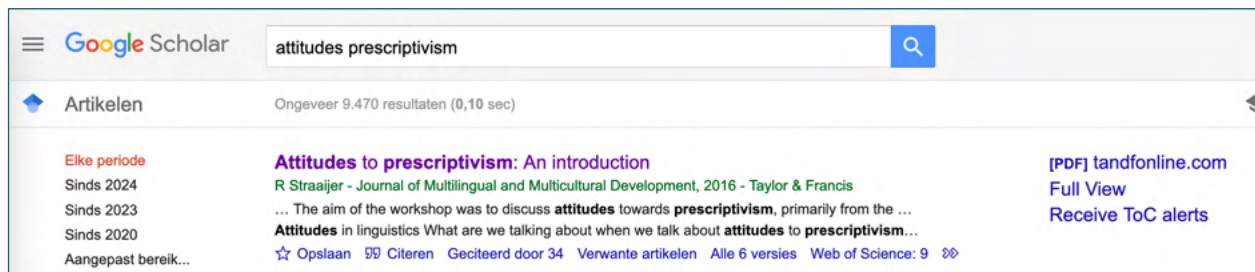 Google Scholar
attitudes prescriptivism
Artikelen
Ongeveer 9.470 resultaten (0,10 sec)
Elke periode
Sinds 2024
Sinds 2023
Sinds 2020
Aangepast bereik...
Attitudes to prescriptivism: An introduction
R Straaijer - Journal of Multilingual and Multicultural Development, 2016 - Taylor & Francis
... The aim of the workshop was to discuss attitudes towards prescriptivism, primarily from the ...
Attitudes in linguistics What are we talking about when we talk about attitudes to prescriptivism...
Opslaan Citeren Geciteerd door 34 Verwante artikelen Alle 6 versies Web of Science: 9
[PDF] tandfonline.com
Full View
Receive ToC alerts